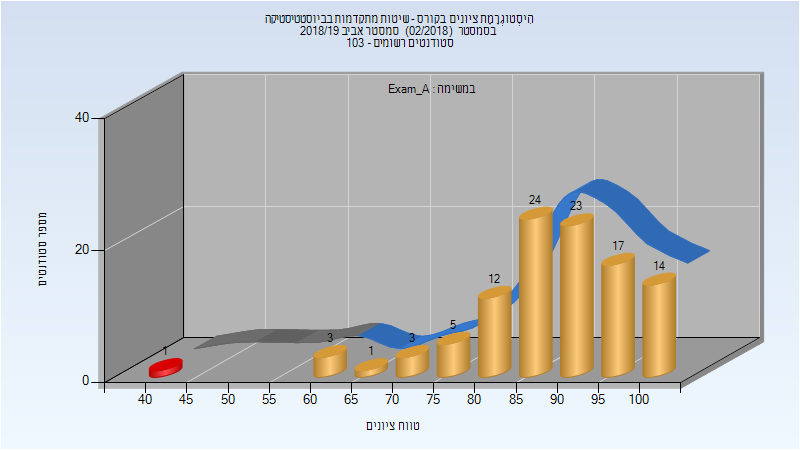 הִיסְטוגְרָמַת ציונים בקורס - שיטות מתקדמות בביוסטטיסטיקה
בסמסטר (02/2018) סמסטר אביב 2018/19
סטודנטים רשומים - 103
במשימה : Exam_A
מספר סטודנטים
40
20
0
1
3
1
3
5
12
24
23
17
14
40 45 50 55 60 65 70 75 80 85 90 95 100
טווח ציונים